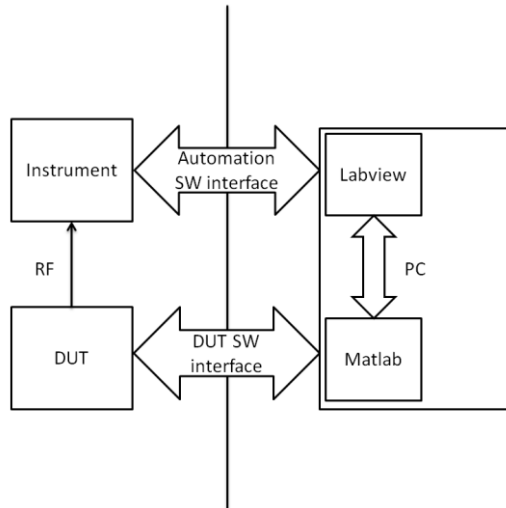 Instrument
Automation
SW interface
Labview
RF
PC
DUT
DUT SW
interface
Matlab